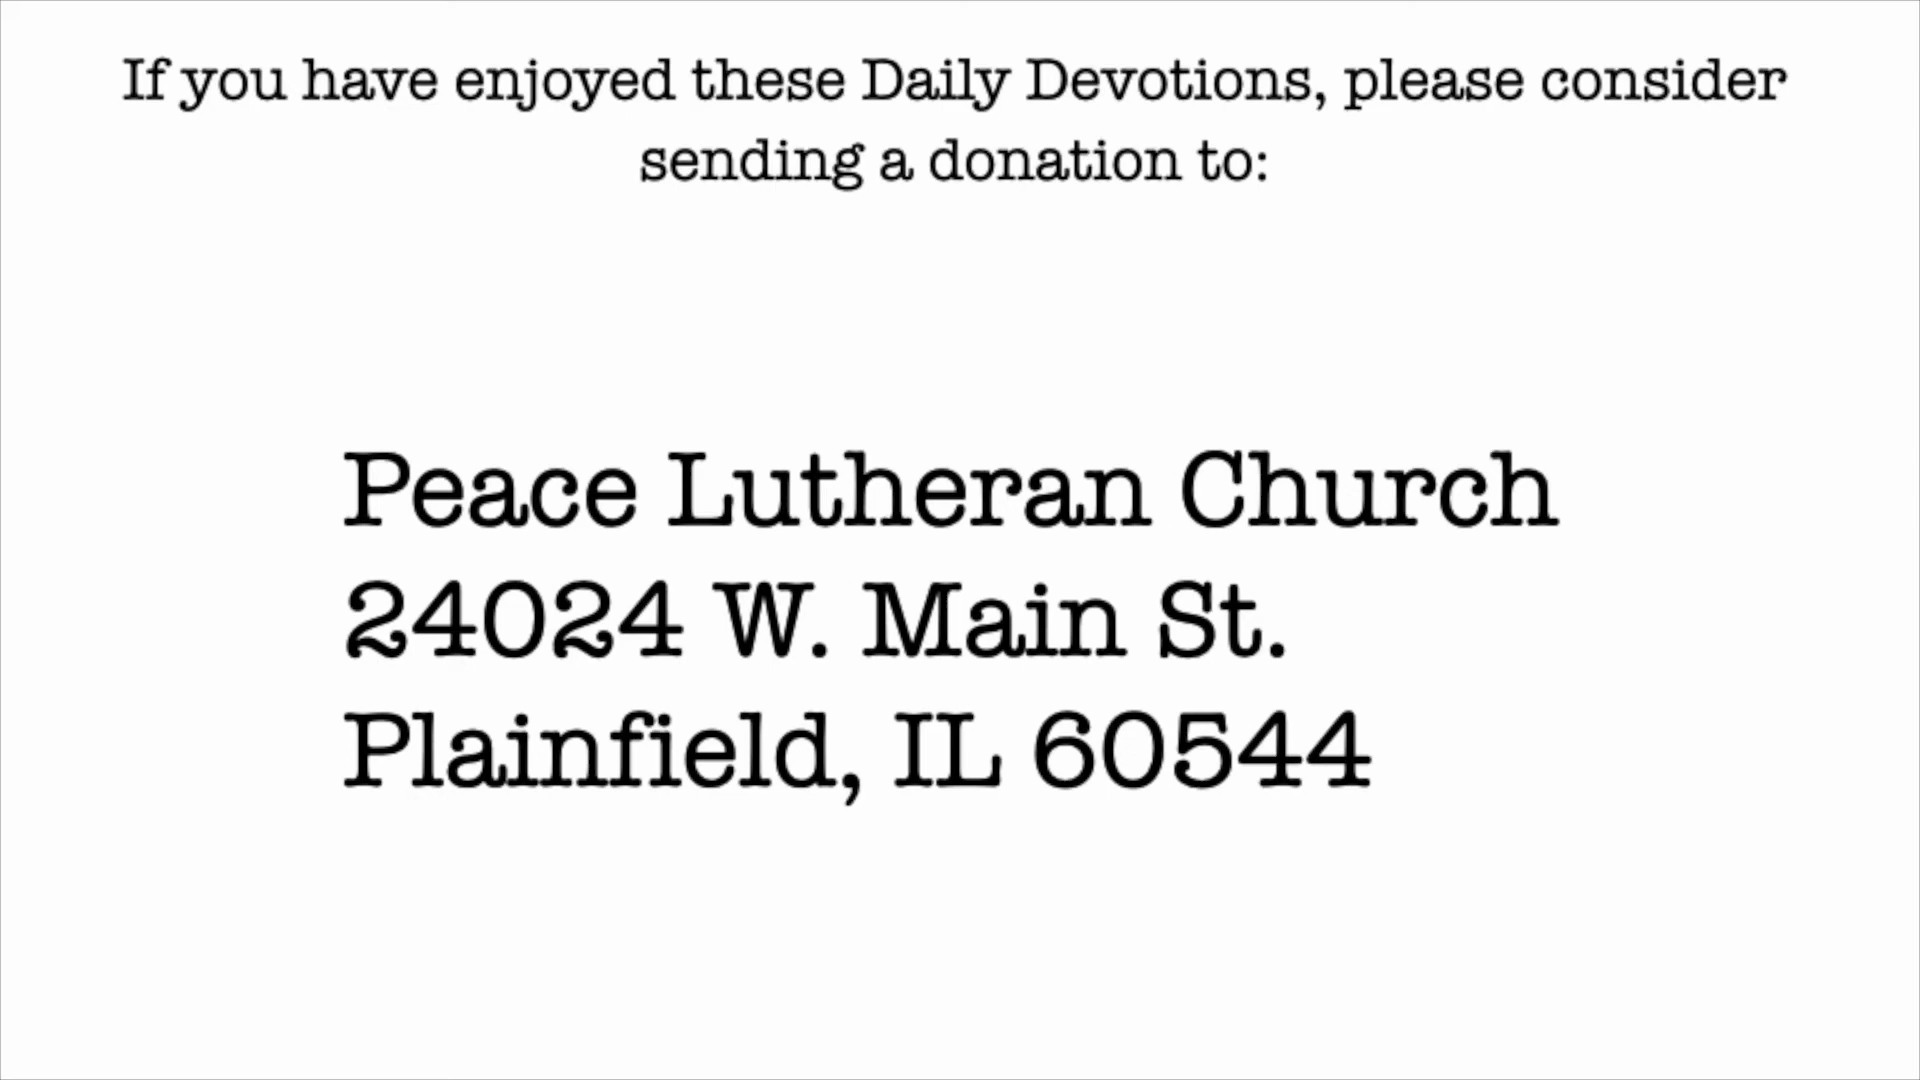 If you have enjoyed these Daily Devotions, please consider
sending a donation to:
Peace Lutheran Church
24024 W. Main St.
Plainfield, IL 60544